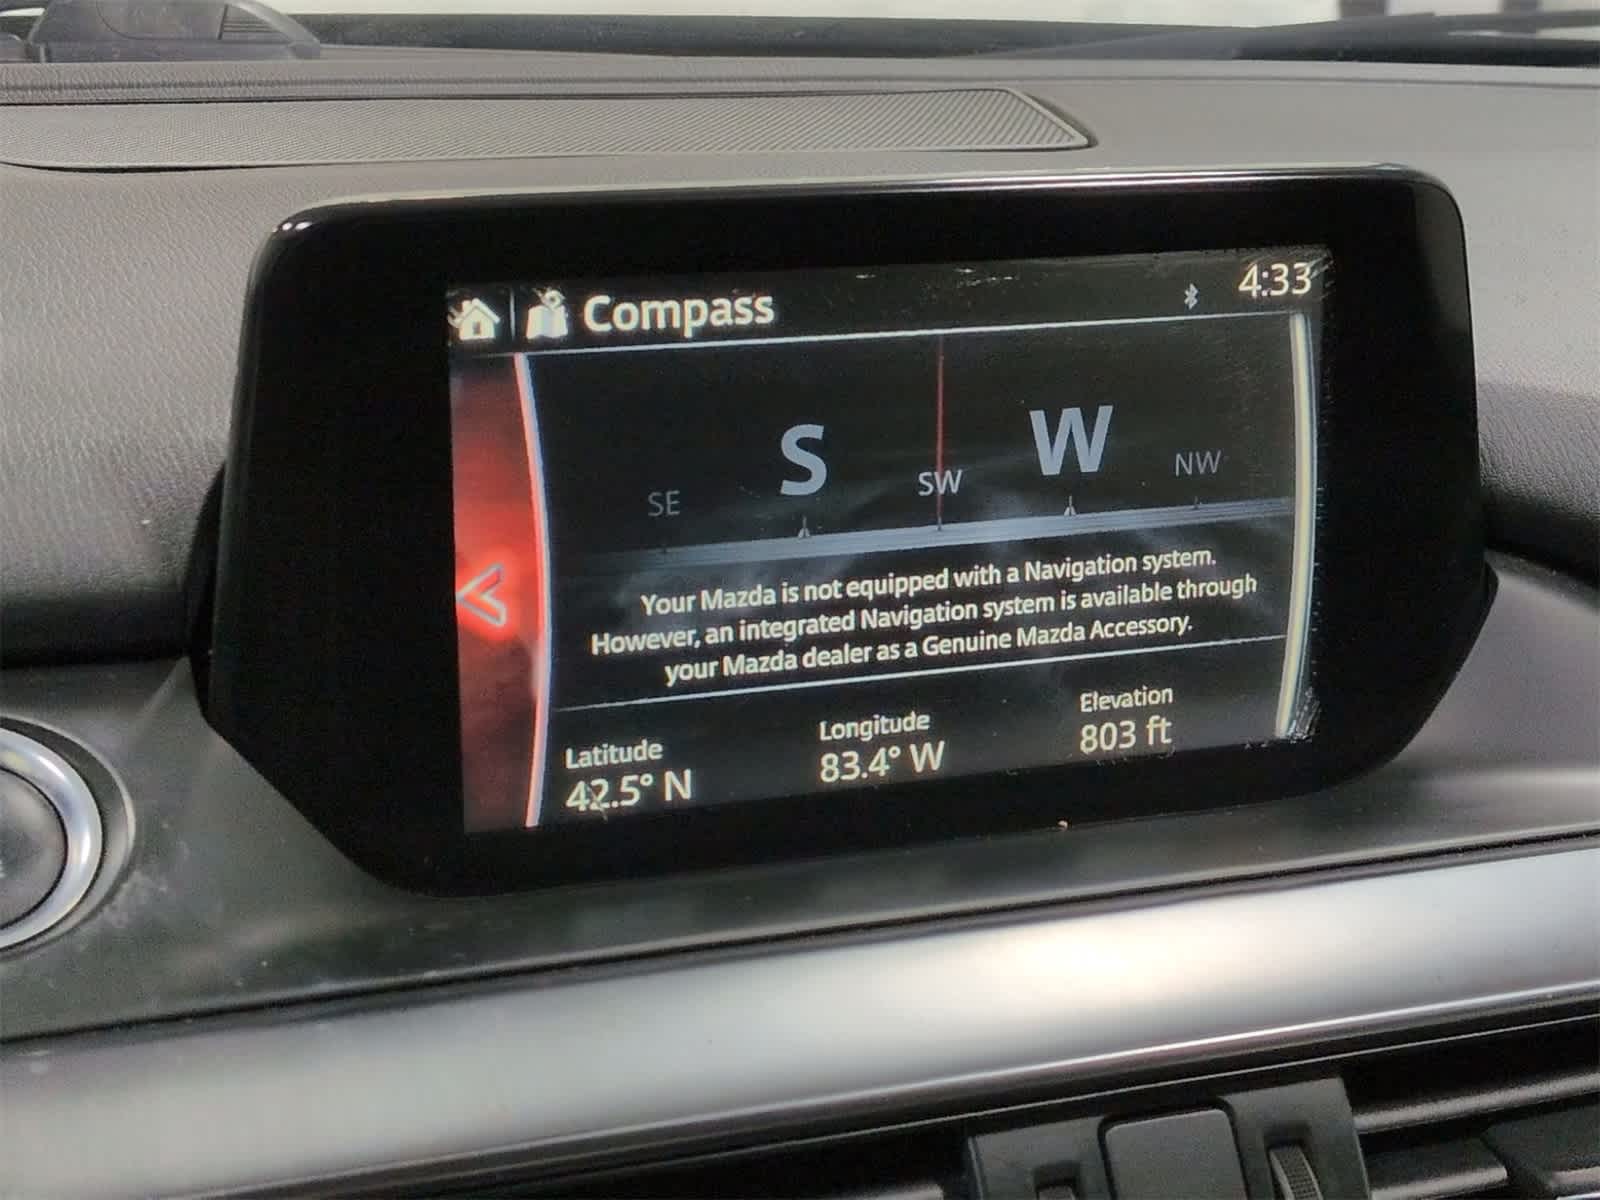 Compass
4:33
SE S SW W NW
Your Mazda is not equipped with a Navigation system.
However, an integrated Navigation system is available through
your Mazda dealer as a Genuine Mazda Accessory.
Latitude Longitude Elevation
42.5° N 83.4° W 803 ft